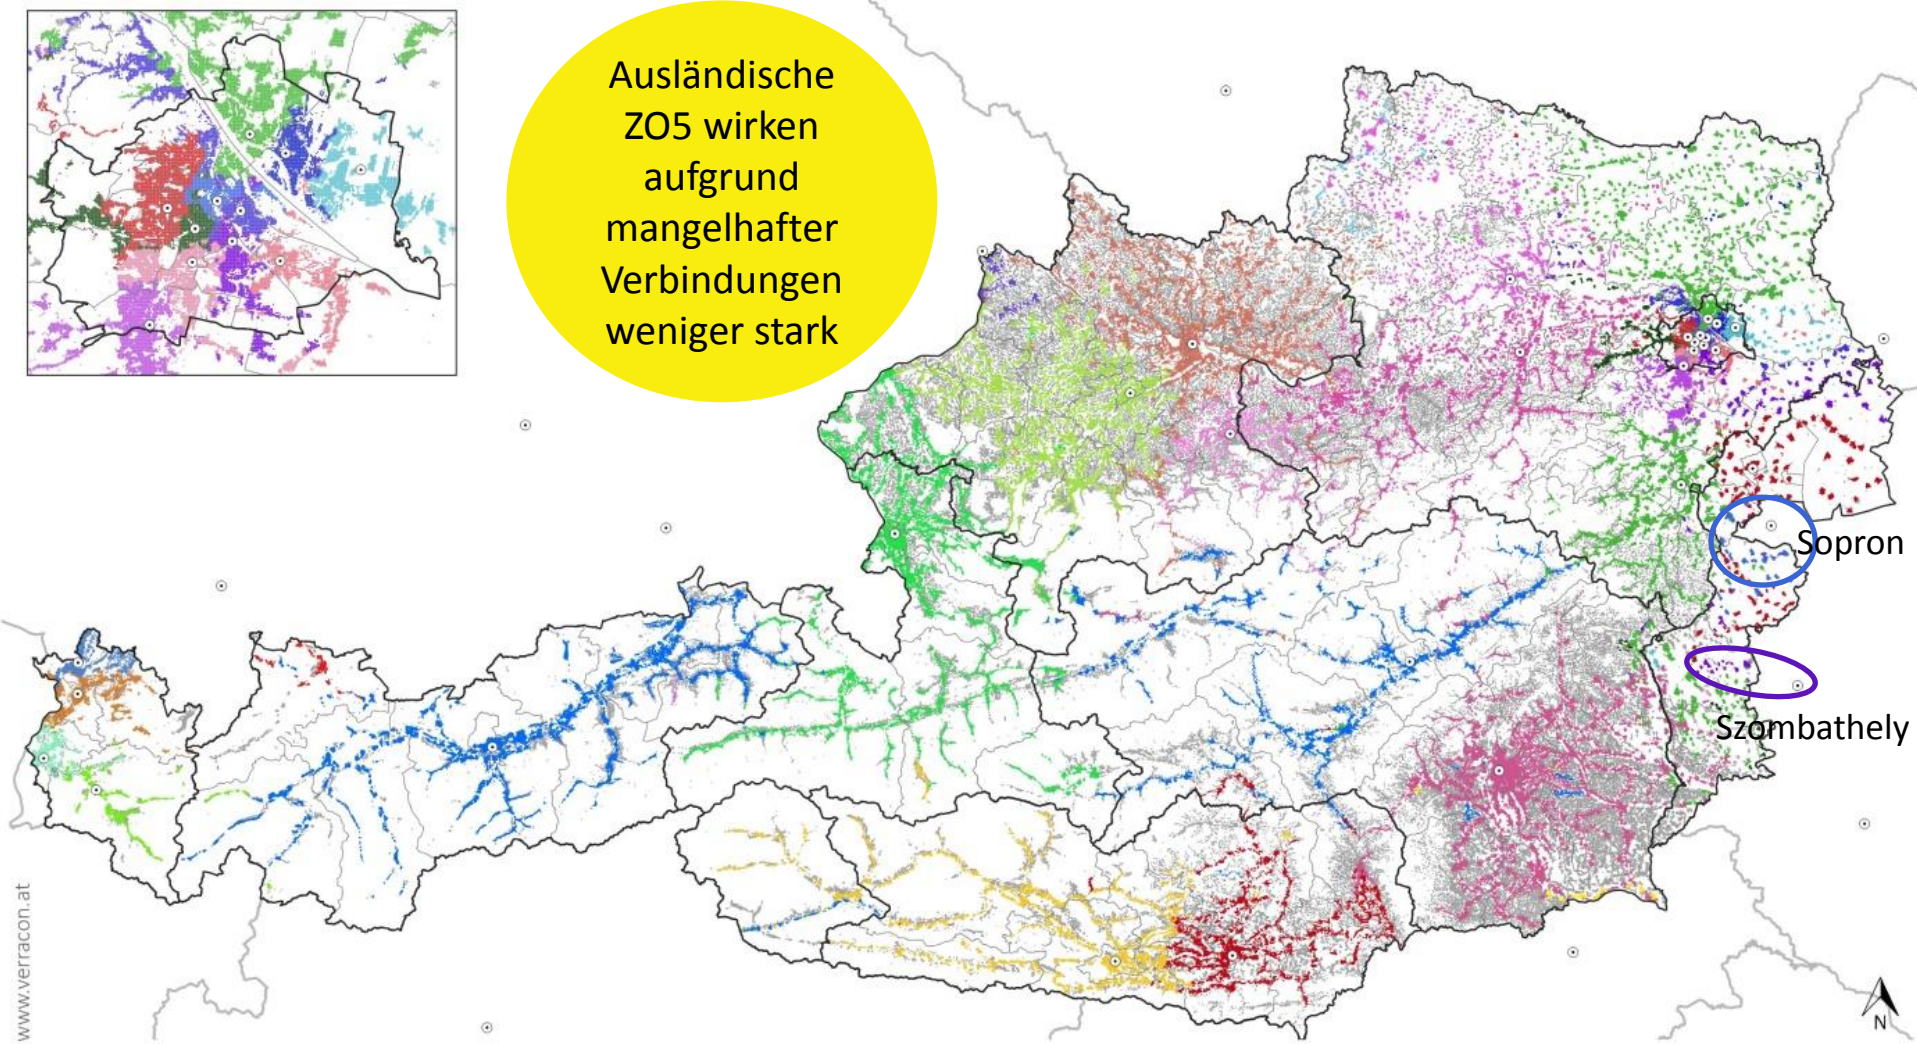 Ausländische
ZO5 wirken
aufgrund
mangelhafter
Verbindungen
weniger stark
Sopron
Szombathely
www.verracon.at
N